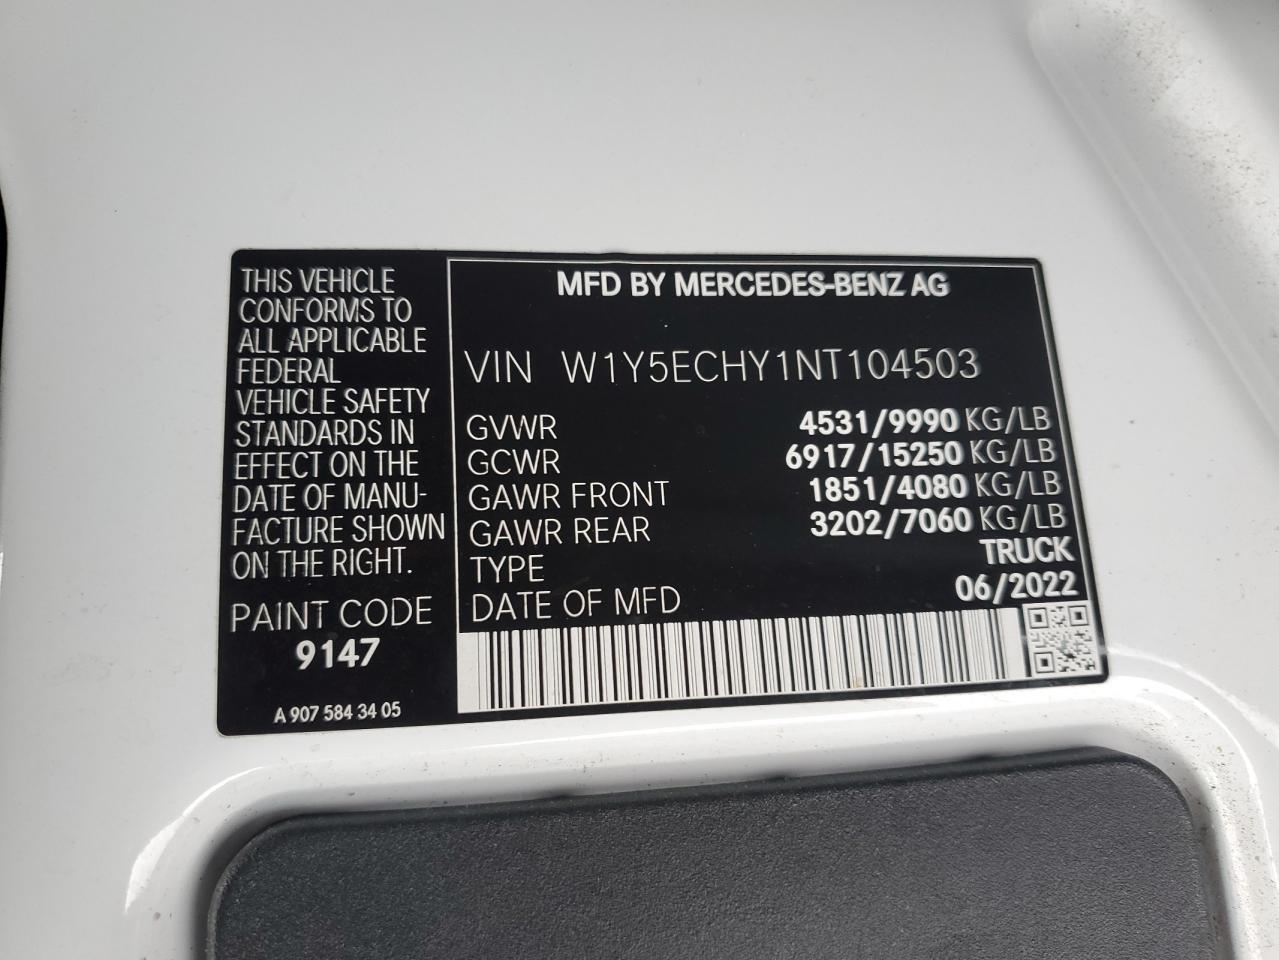 THIS VEHICLE
CONFORMS TO
ALL APPLICABLE
FEDERAL
VEHICLE SAFETY
STANDARDS IN
EFFECT ON THE
DATE OF MANU-
FACTURE SHOWN
ON THE RIGHT.
PAINT CODE
9147
A 907 584 34 05
MFD BY MERCEDES-BENZ AG
VIN W1Y5ECHY1NT104503
GVWR 4531/9990 KG/LB
GCWR 6917/15250 KG/LB
GAWR FRONT 1851/4080 KG/LB
GAWR REAR 3202/7060 KG/LB
TYPE TRUCK
DATE OF MFD 06/2022